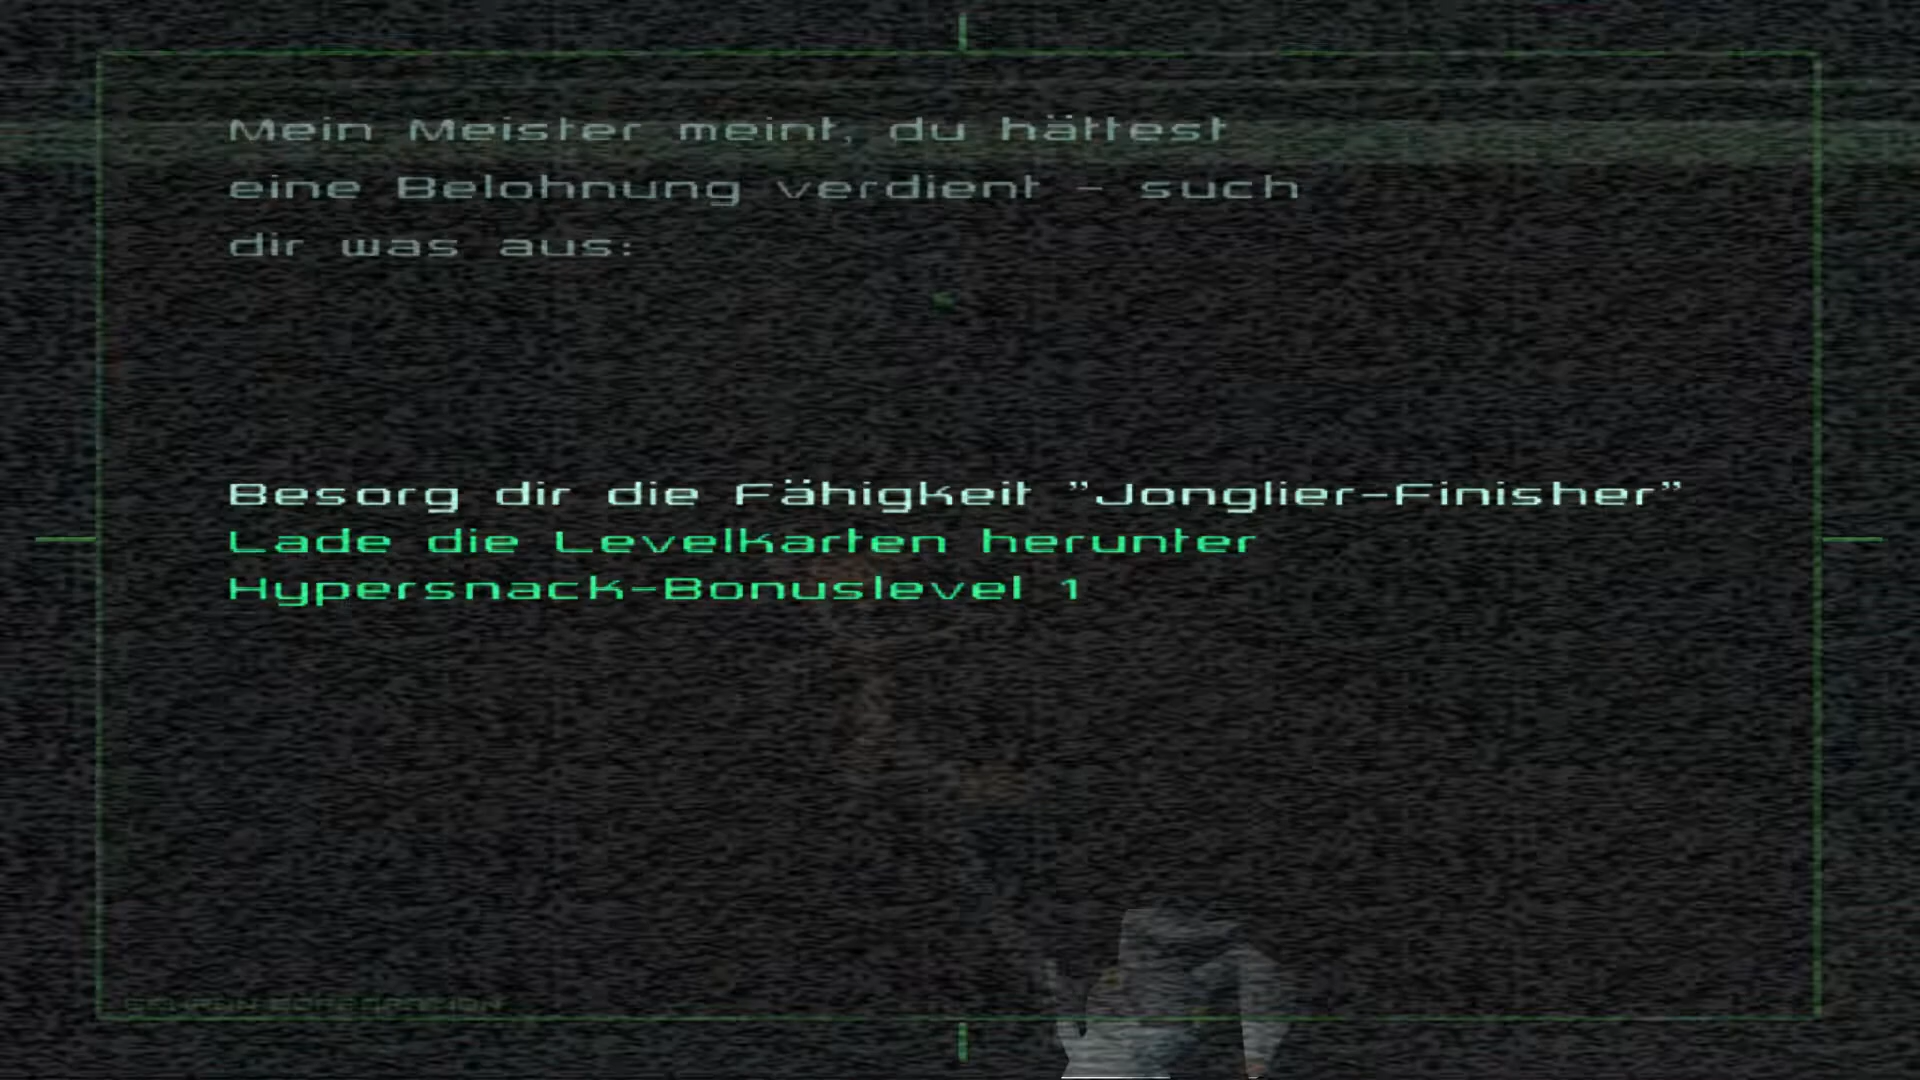 Mein Meister meint, du hättest
eine Belohnung verdient - such
dir was aus:
Besorg dir die Fähigkeit "Jonglier-Finisher"
Lade die Levelkarten herunter
Hypersnack-Bonuslevel 1